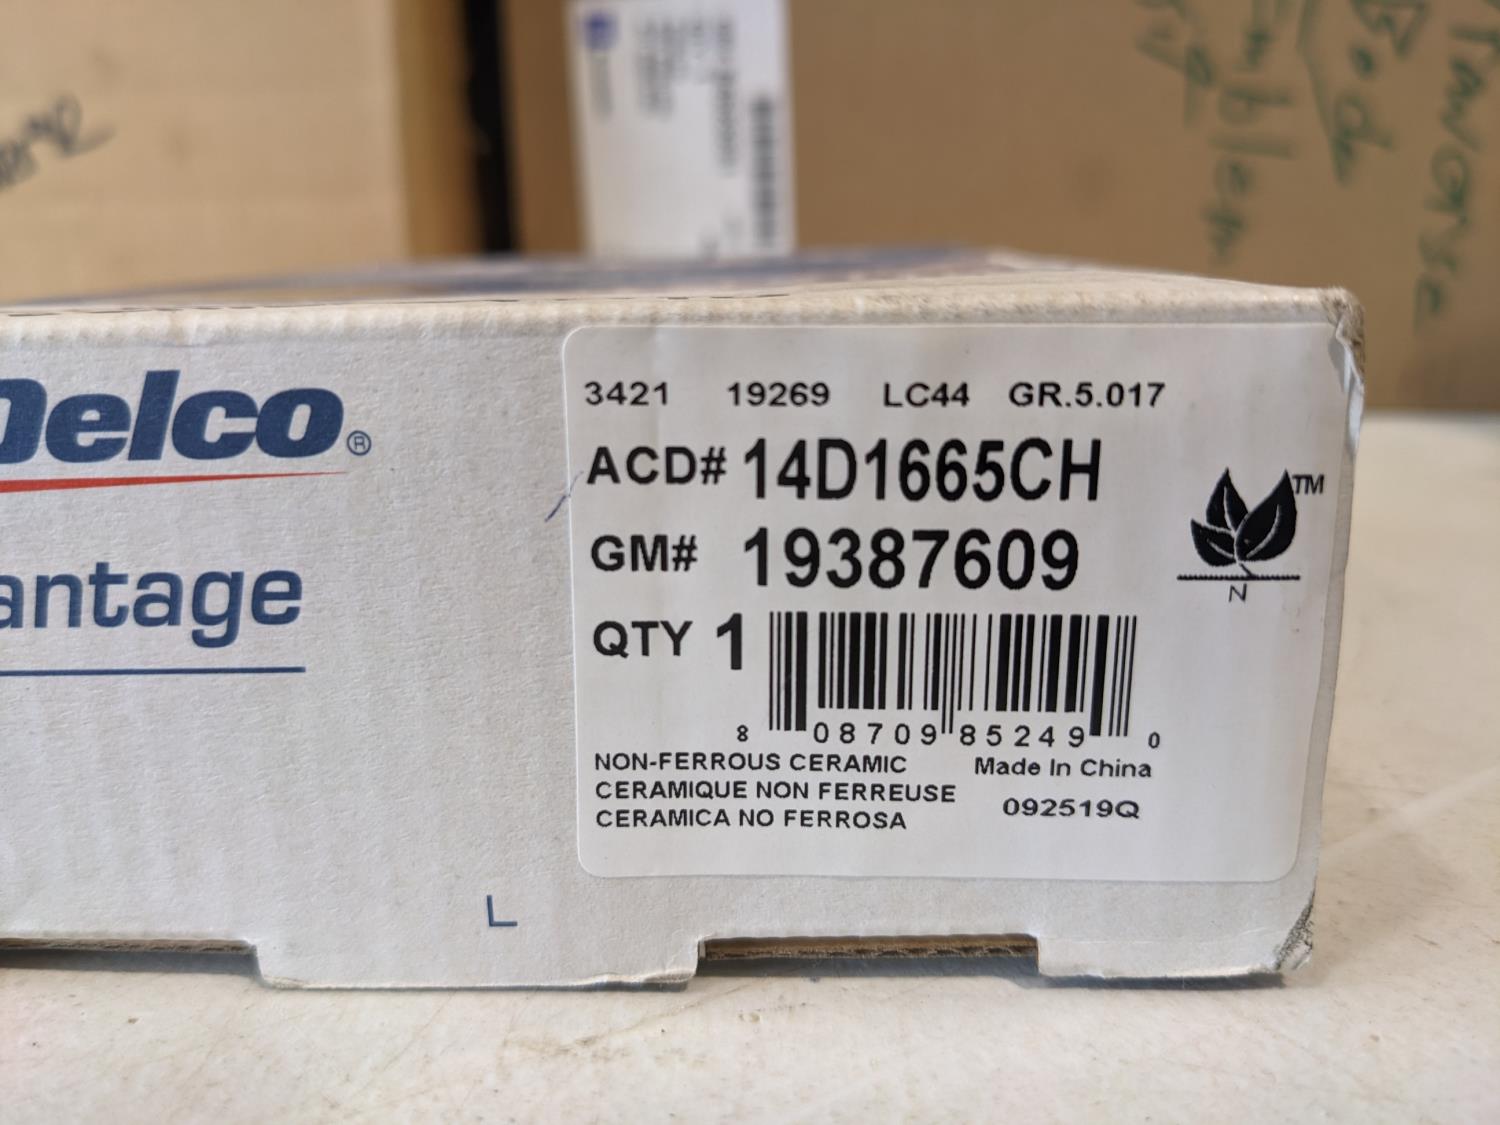 Delco®
antage
L
3421 19269 LC44 GR.5.017
ACD# 14D1665CH
GM# 19387609
QTY 1
8 08709 85249 0
NON-FERROUS CERAMIC
CERAMIQUE NON FERREUSE
CERAMICA NO FERROSA
Made In China
092519Q
TM
N